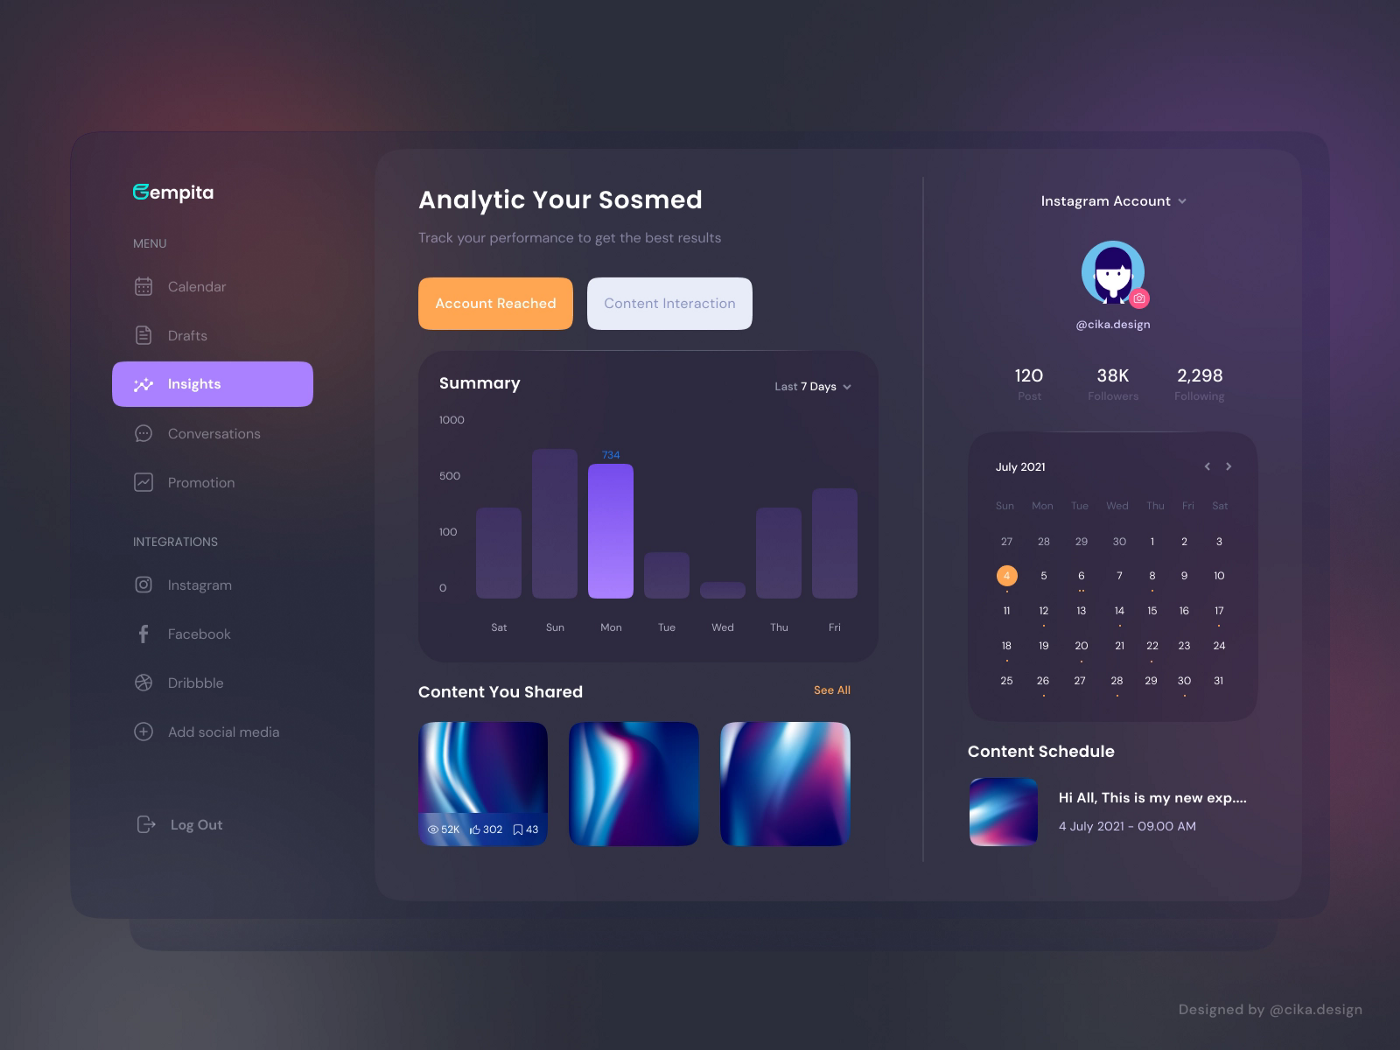 Gempita
MENU
Calendar
Drafts
Insights
Conversations
Promotion
INTEGRATIONS
Instagram
Facebook
Dribbble
Add social media
Log Out
Analytic Your Sosmed
Track your performance to get the best results
Account Reached
Content Interaction
Summary
Last 7 Days
1000
500
100
0
734
Sat Sun Mon Tue Wed Thu Fri
Content You Shared
See All
52K 302 43
Instagram Account
@cika.design
120 38K 2,298
Post Followers Following
July 2021
Sun Mon Tue Wed Thu Fri Sat
27 28 29 30 1 2 3
4 5 6 7 8 9 10
11 12 13 14 15 16 17
18 19 20 21 22 23 24
25 26 27 28 29 30 31
Content Schedule
Hi All, This is my new exp....
4 July 2021 - 09.00 AM
Designed by @cika.design